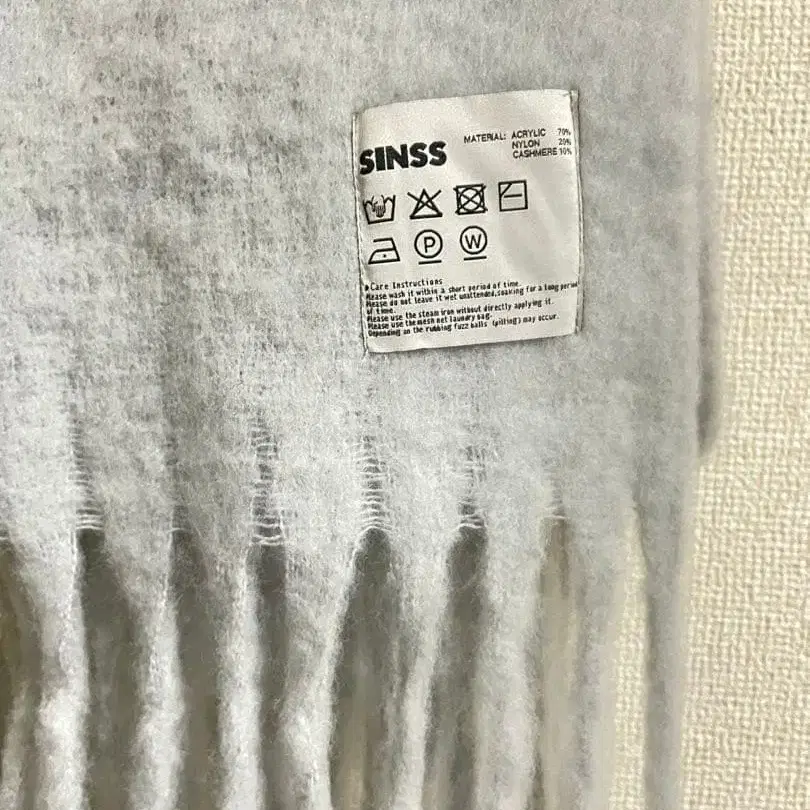 SINSS
MATERIAL: ACRYLIC 70%
NYLON 20%
CASHMERE 10%
P
W
Care Instructions
Please wash it within a short period of time.
Please do not leave it wet unattended,soaking for a long period
of time.
Please use the steam iron without directly applying it.
Please use the mesh net laundry bag.
Depending on the rubbing fuzz balls (pilling) may occur.